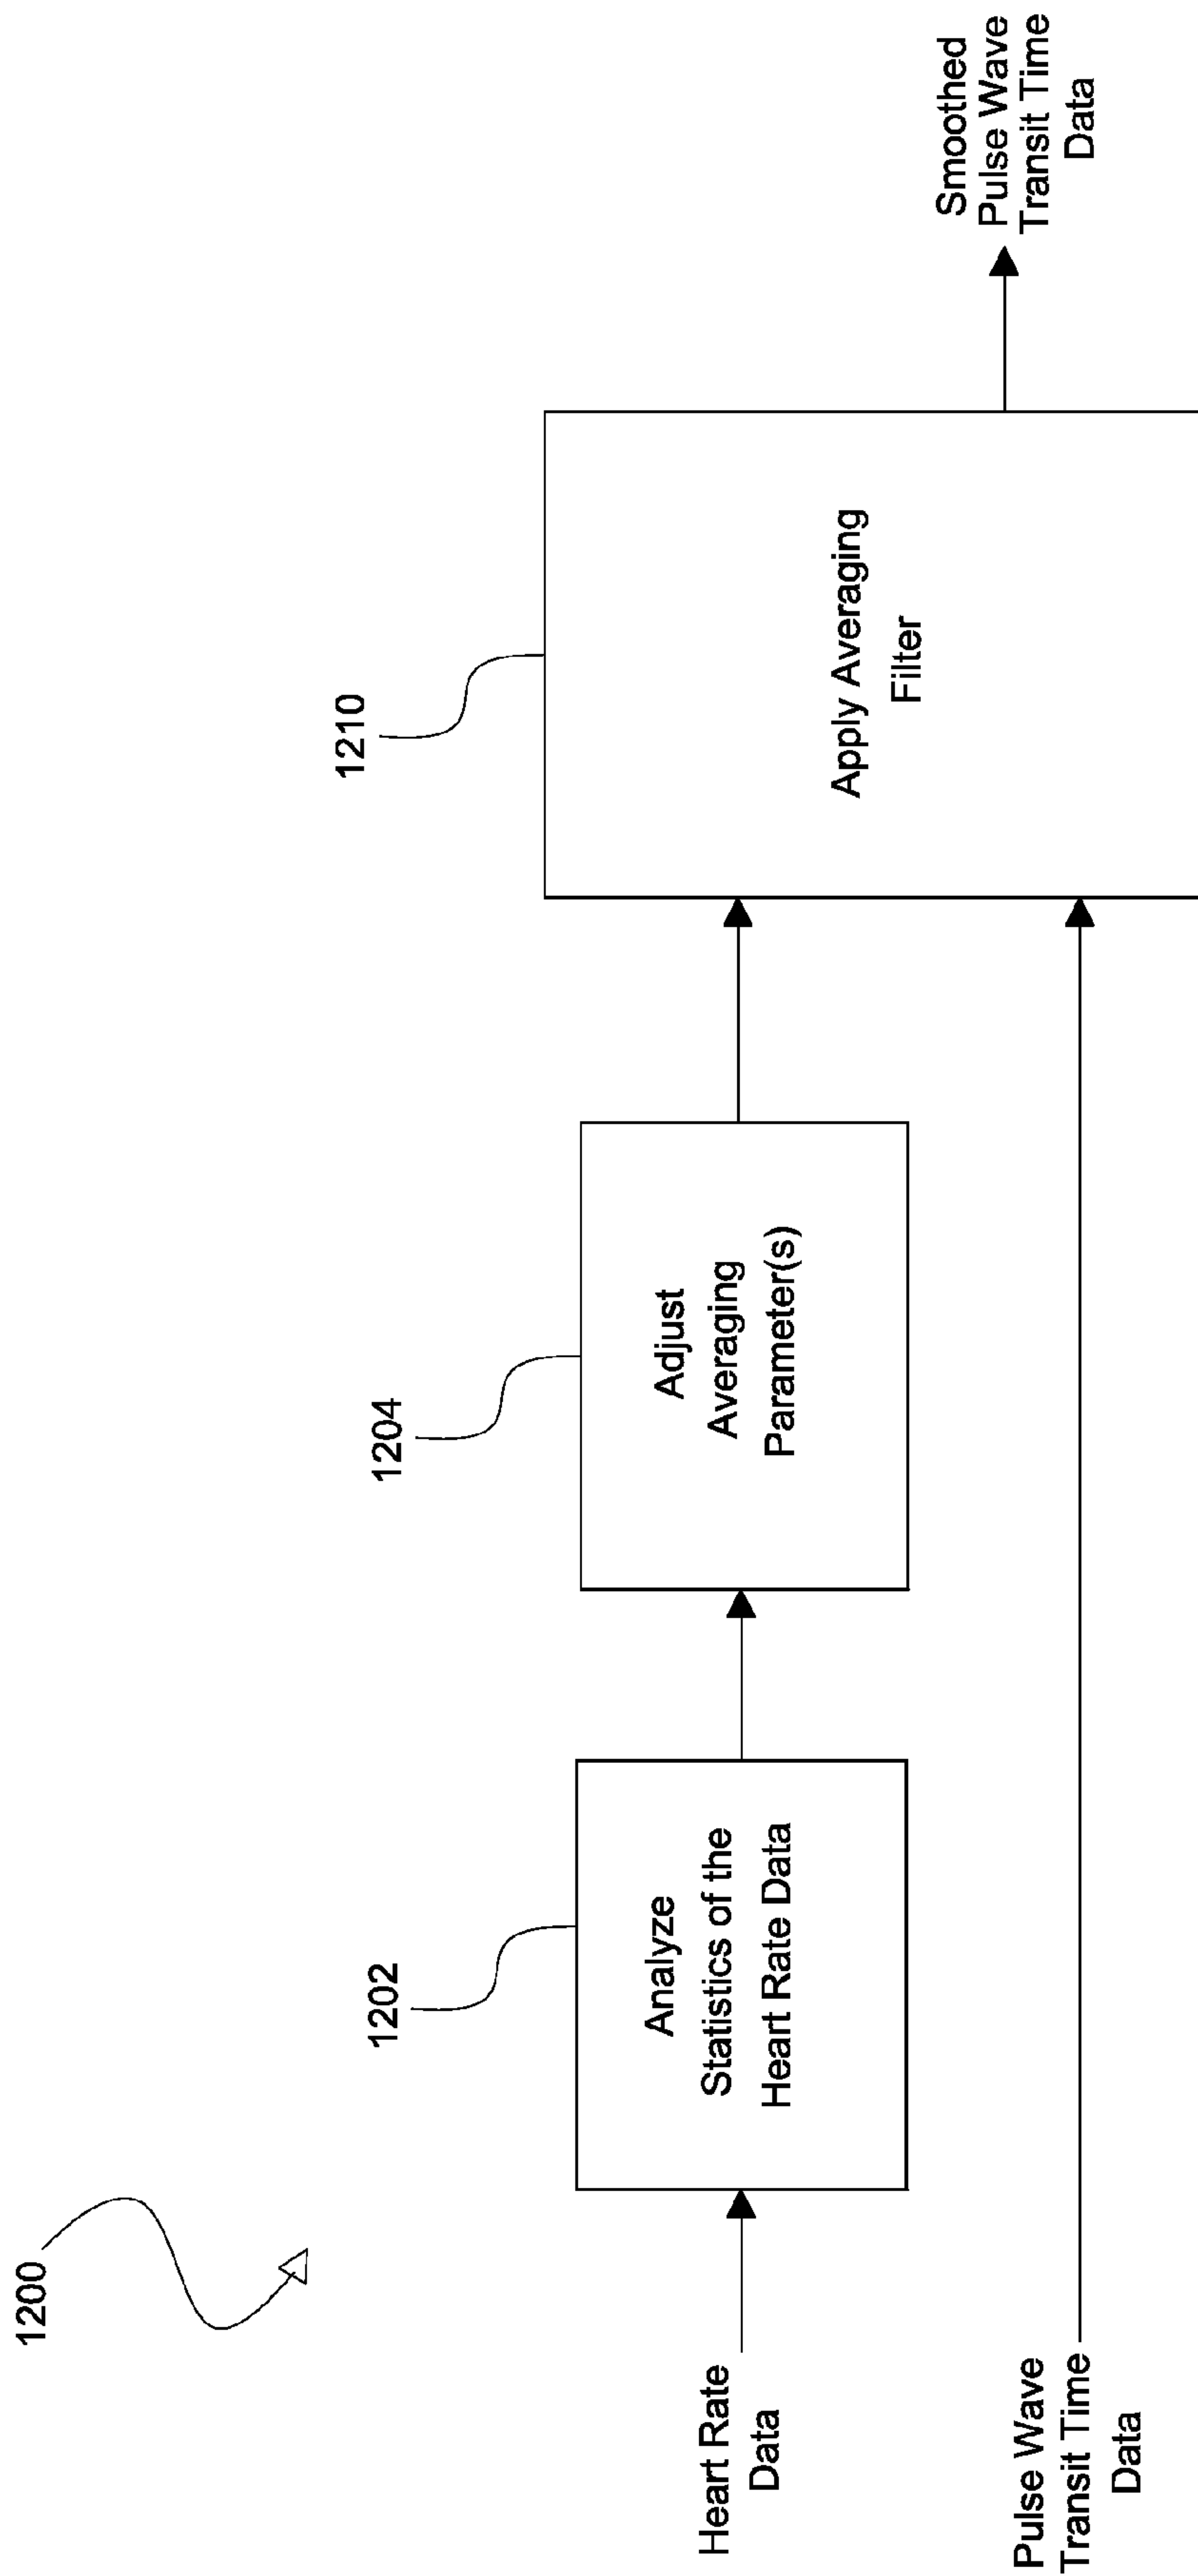 1200
1202
1204
1210
Heart Rate
Data
Analyze
Statistics of the
Heart Rate Data
Adjust
Averaging
Parameter(s)
Apply Averaging
Filter
Pulse Wave
Transit Time
Data
Smoothed
Pulse Wave
Transit Time
Data